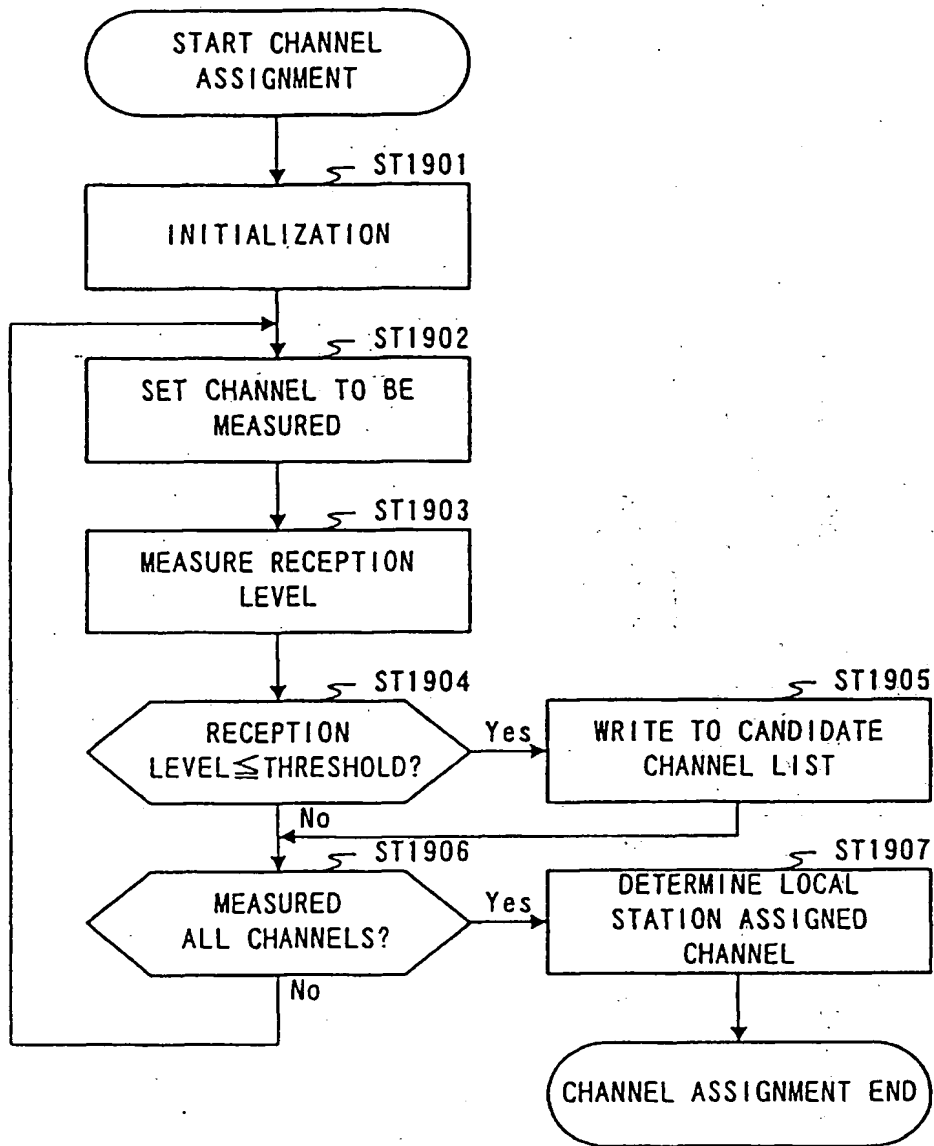 START CHANNEL
ASSIGNMENT
ST1901
INITIALIZATION
ST1902
SET CHANNEL TO BE
MEASURED
ST1903
MEASURE RECEPTION
LEVEL
ST1904
RECEPTION
LEVEL≦THRESHOLD?
Yes
ST1905
WRITE TO CANDIDATE
CHANNEL LIST
No
ST1906
MEASURED
ALL CHANNELS?
Yes
ST1907
DETERMINE LOCAL
STATION ASSIGNED
CHANNEL
No
CHANNEL ASSIGNMENT END